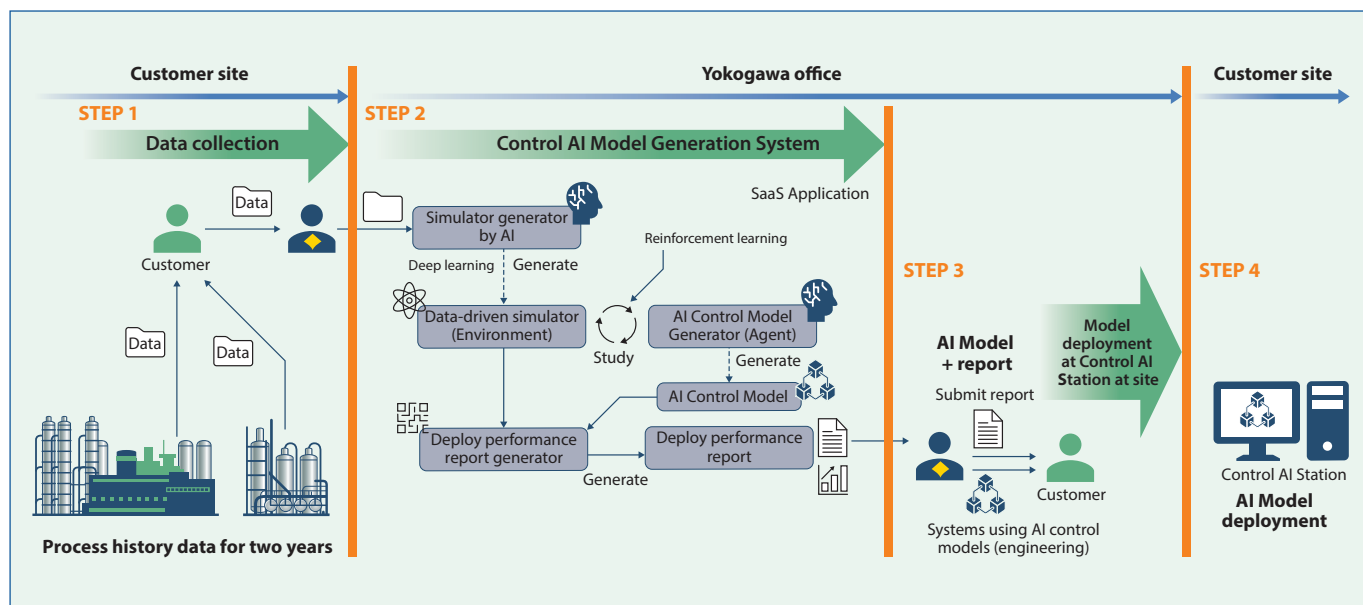 Customer site
Yokogawa office
Customer site
STEP 1
Data collection
STEP 2
Control AI Model Generation System
SaaS Application
Data
Customer
Data
Data
Process history data for two years
Simulator generator
by AI
Deep learning
Generate
Reinforcement learning
Data-driven simulator
(Environment)
Study
AI Control Model
Generator (Agent)
Generate
AI Control Model
Deploy performance
report generator
Generate
Deploy performance
report
STEP 3
AI Model
+ report
Submit report
Customer
Systems using AI control
models (engineering)
Model
deployment
at Control AI
Station at site
STEP 4
Control AI Station
AI Model
deployment